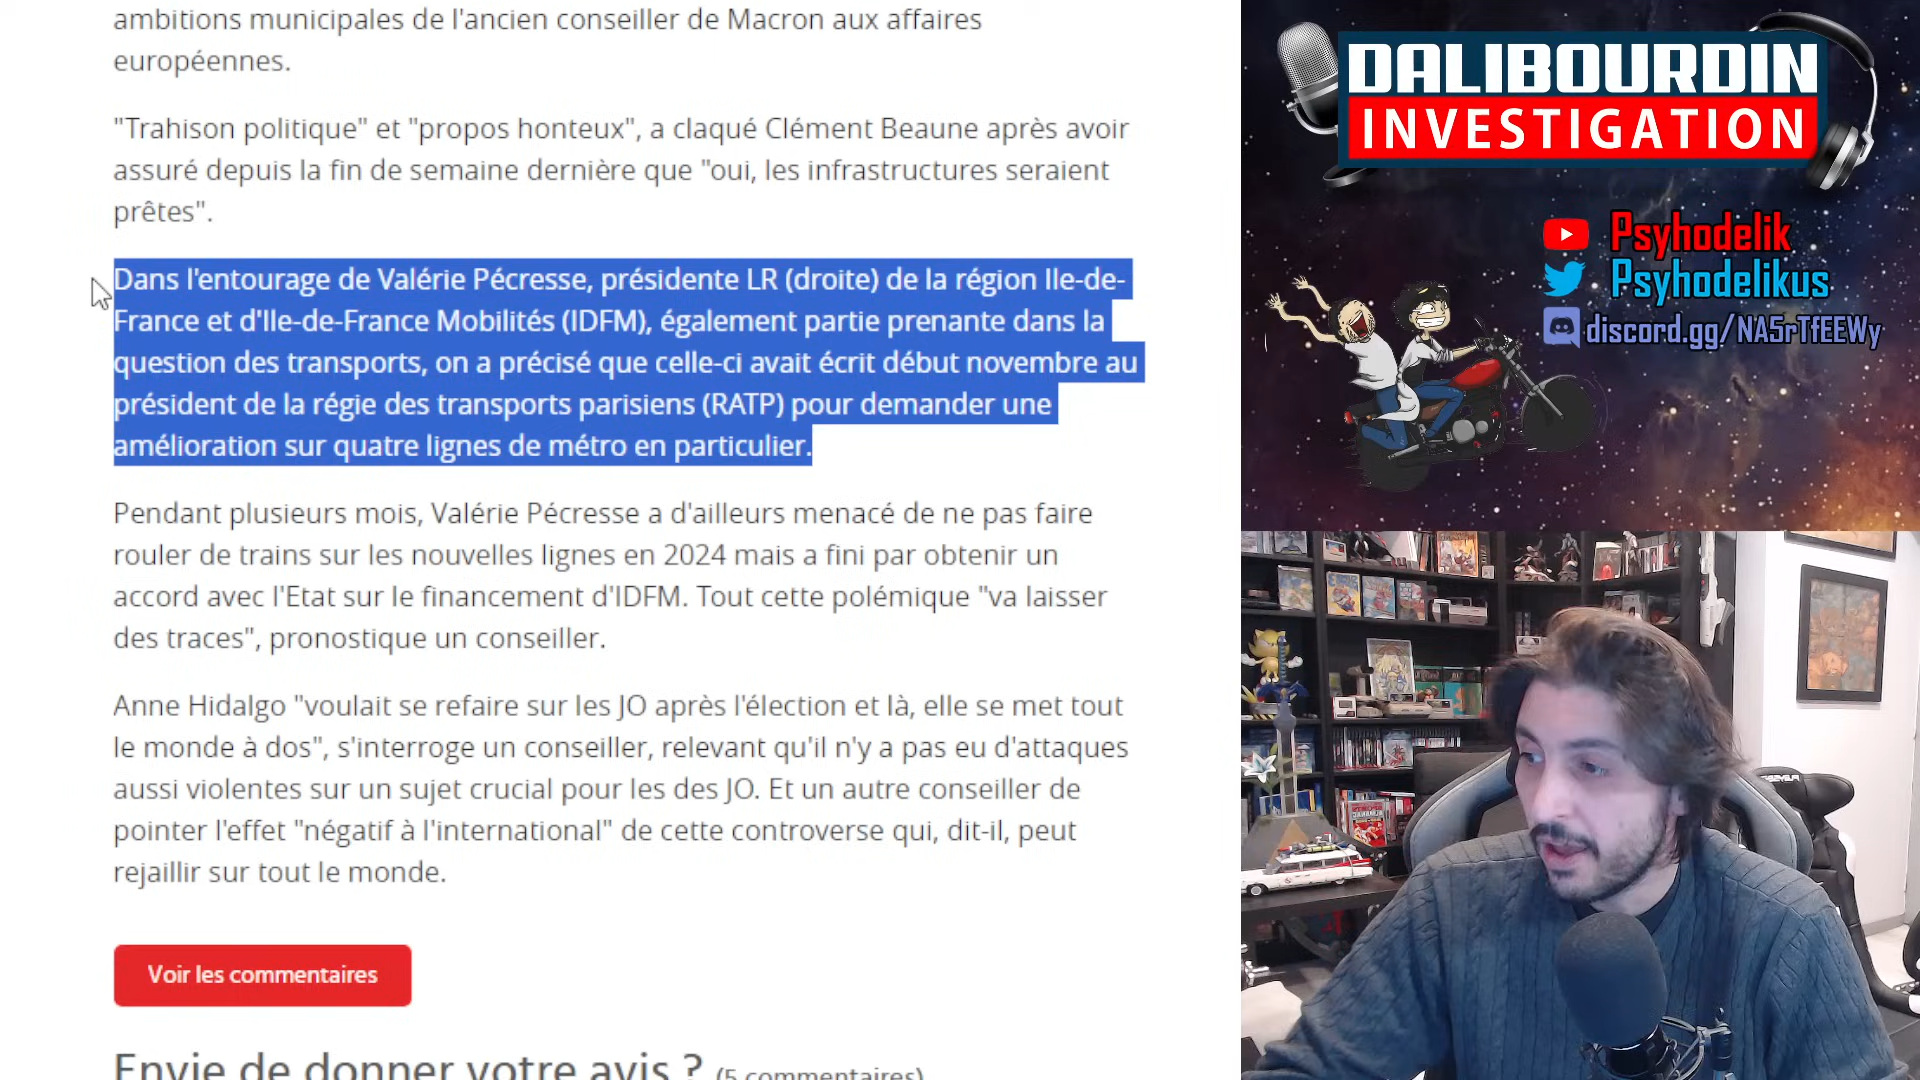 ambitions municipales de l'ancien conseiller de Macron aux affaires
européennes.
"Trahison politique" et "propos honteux", a claqué Clément Beaune après avoir
assuré depuis la fin de semaine dernière que "oui, les infrastructures seraient
prêtes".
Dans l'entourage de Valérie Pécresse, présidente LR (droite) de la région Ile-de-
France et d'Ile-de-France Mobilités (IDFM), également partie prenante dans la
question des transports, on a précisé que celle-ci avait écrit début novembre au
président de la régie des transports parisiens (RATP) pour demander une
amélioration sur quatre lignes de métro en particulier.
Pendant plusieurs mois, Valérie Pécresse a d'ailleurs menacé de ne pas faire
rouler de trains sur les nouvelles lignes en 2024 mais a fini par obtenir un
accord avec l'Etat sur le financement d'IDFM. Tout cette polémique "va laisser
des traces", pronostique un conseiller.
Anne Hidalgo "voulait se refaire sur les JO après l'élection et là, elle se met tout
le monde à dos", s'interroge un conseiller, relevant qu'il n'y a pas eu d'attaques
aussi violentes sur un sujet crucial pour les des JO. Et un autre conseiller de
pointer l'effet "négatif à l'international" de cette controverse qui, dit-il, peut
rejaillir sur tout le monde.
Voir les commentaires
Envie de donner votre avis ? (5 commentaires)
DALIBOURDIN
INVESTIGATION
Psyhodelik
Psyhodelikus
discord.gg/NA5rTfEEWy